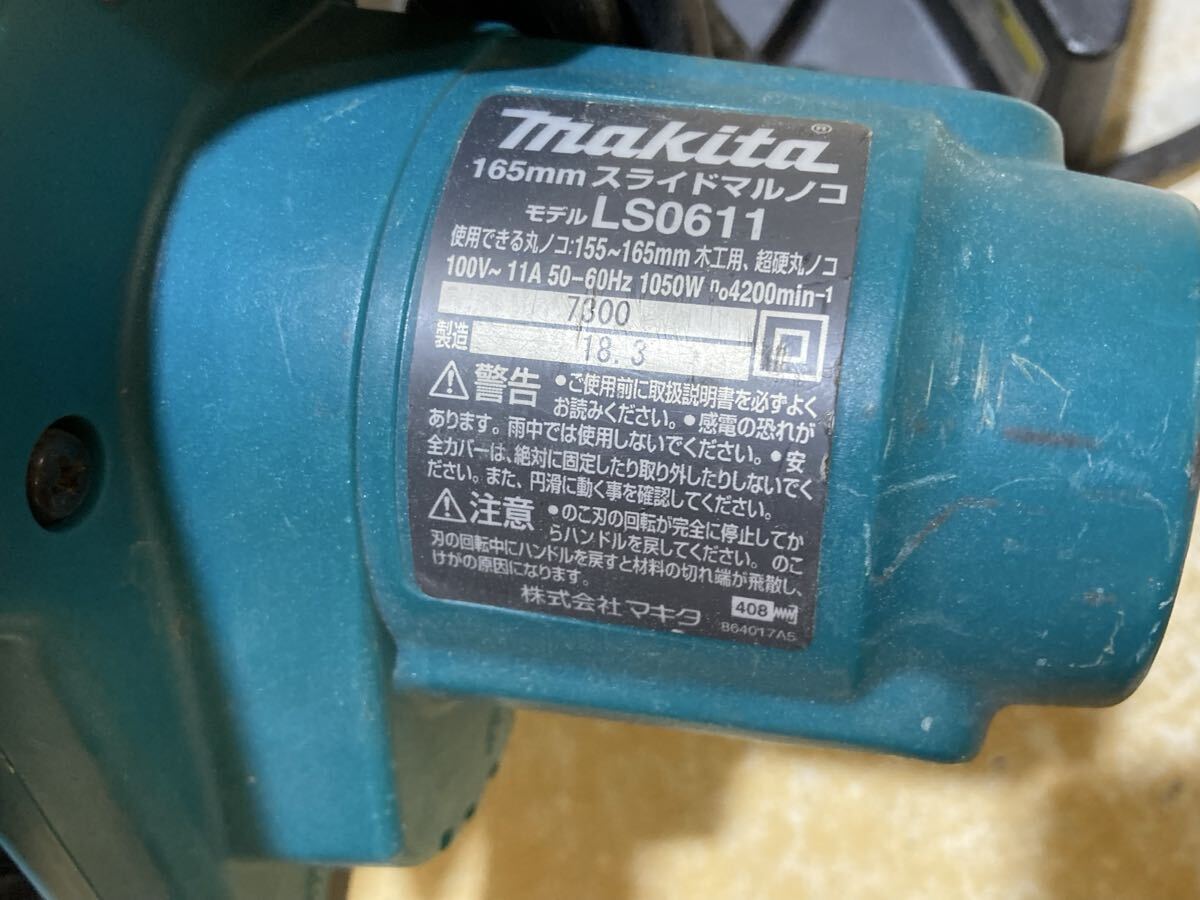 makita®
165mm スライドマルノコ
モデル LS0611
使用できる丸ノコ:155~165mm 木工用、超硬丸ノコ
100V~ 11A 50-60Hz 1050W n₀4200min-1
7300
製造 18.3
警告 •ご使用前に取扱説明書を必ずよく
お読みください。•感電の恐れが
あります。雨中では使用しないでください。•安
全カバーは、絶対に固定したり取り外したりしないでく
ださい。また、円滑に動く事を確認してください。
注意 •のこ刃の回転が完全に停止してか
らハンドルを戻してください。のこ
刃の回転中にハンドルを戻すと材料の切れ端が飛散し、
けがの原因になります。
株式会社マキタ
408
864017A5